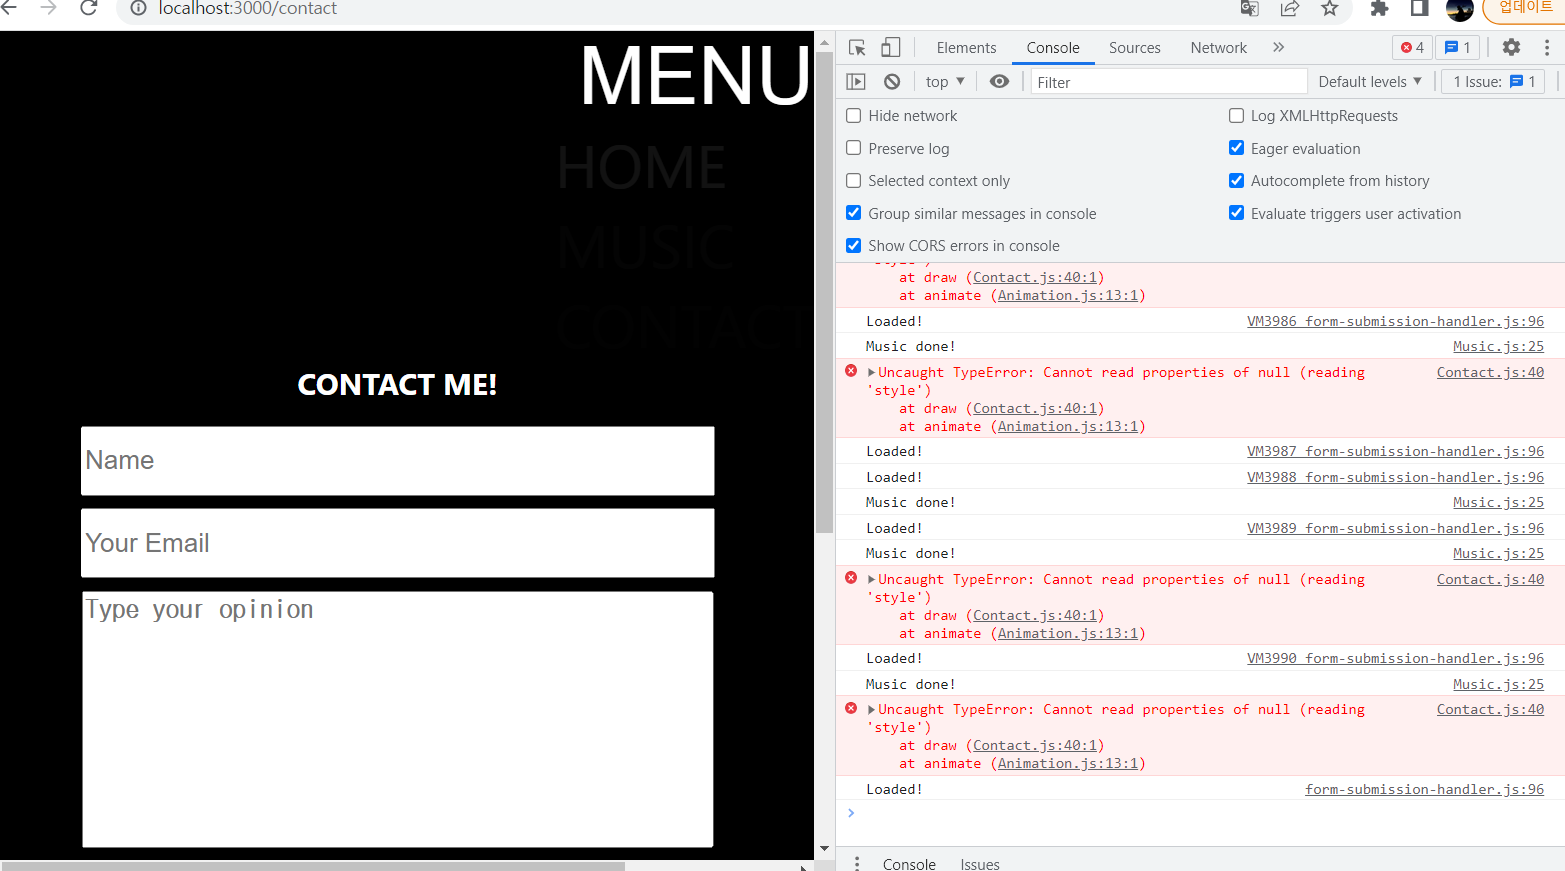 localhost:3000/contact
업데이트
MENU
HOME
MUSIC
CONTACT
CONTACT ME!
Name
Your Email
Type your opinion
Elements Console Sources Network » 4 1
top ▼ Filter Default levels ▼ 1 Issue: 1
Hide network Log XMLHttpRequests
Preserve log Eager evaluation
Selected context only Autocomplete from history
Group similar messages in console Evaluate triggers user activation
Show CORS errors in console
'style')
at draw (Contact.js:40:1)
at animate (Animation.js:13:1)
Loaded! VM3986 form-submission-handler.js:96
Music done! Music.js:25
▶Uncaught TypeError: Cannot read properties of null (reading Contact.js:40
'style')
at draw (Contact.js:40:1)
at animate (Animation.js:13:1)
Loaded! VM3987 form-submission-handler.js:96
Loaded! VM3988 form-submission-handler.js:96
Music done! Music.js:25
Loaded! VM3989 form-submission-handler.js:96
Music done! Music.js:25
▶Uncaught TypeError: Cannot read properties of null (reading Contact.js:40
'style')
at draw (Contact.js:40:1)
at animate (Animation.js:13:1)
Loaded! VM3990 form-submission-handler.js:96
Music done! Music.js:25
▶Uncaught TypeError: Cannot read properties of null (reading Contact.js:40
'style')
at draw (Contact.js:40:1)
at animate (Animation.js:13:1)
Loaded! form-submission-handler.js:96
>
Console Issues